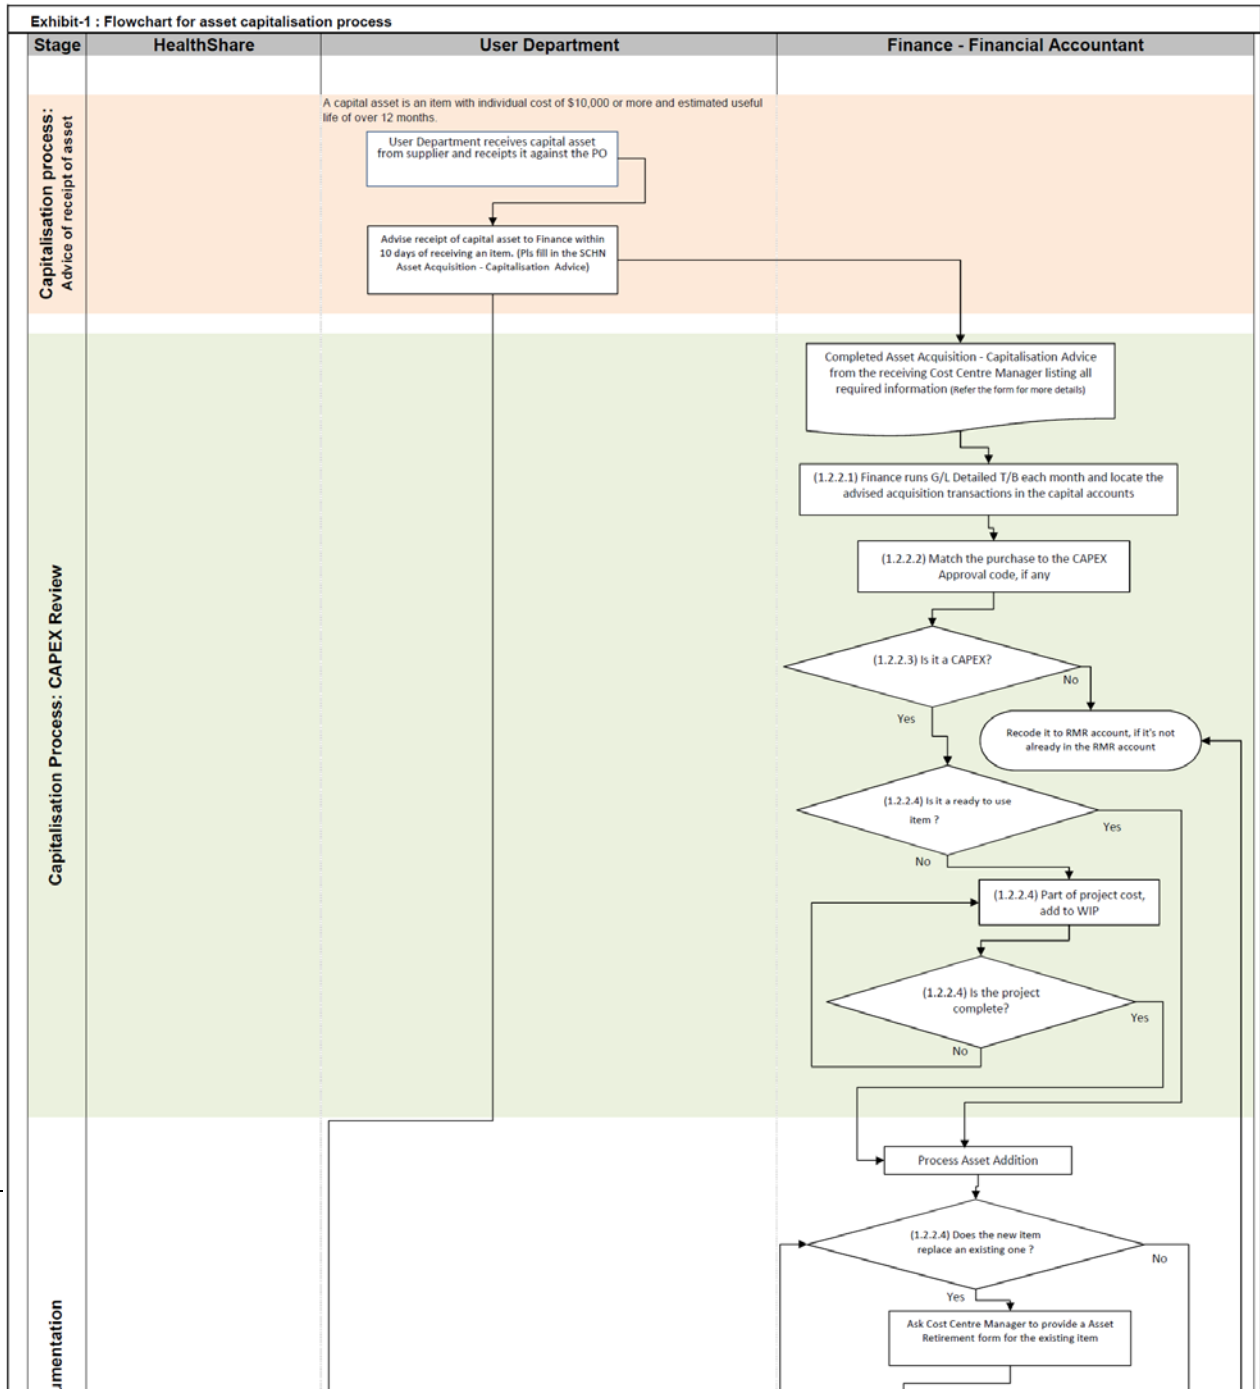 Exhibit-1 : Flowchart for asset capitalisation process
Stage
HealthShare
User Department
Finance - Financial Accountant
Capitalisation process:
Advice of receipt of asset
A capital asset is an item with individual cost of $10,000 or more and estimated useful
life of over 12 months.
User Department receives capital asset
from supplier and receipts it against the PO
Advise receipt of capital asset to Finance within
10 days of receiving an item. (Pls fill in the SCHN
Asset Acquisition - Capitalisation Advice)
Capitalisation Process: CAPEX Review
Completed Asset Acquisition - Capitalisation Advice
from the receiving Cost Centre Manager listing all
required information (Refer the form for more details)
(1.2.2.1) Finance runs G/L Detailed T/B each month and locate the
advised acquisition transactions in the capital accounts
(1.2.2.2) Match the purchase to the CAPEX
Approval code, if any
(1.2.2.3) Is it a CAPEX?
No
Yes
Recode it to RMR account, if it's not
already in the RMR account
(1.2.2.4) Is it a ready to use
item ?
Yes
No
(1.2.2.4) Part of project cost,
add to WIP
(1.2.2.4) Is the project
complete?
Yes
No
Process Asset Addition
(1.2.2.4) Does the new item
replace an existing one ?
No
Yes
Ask Cost Centre Manager to provide a Asset
Retirement form for the existing item
umentation